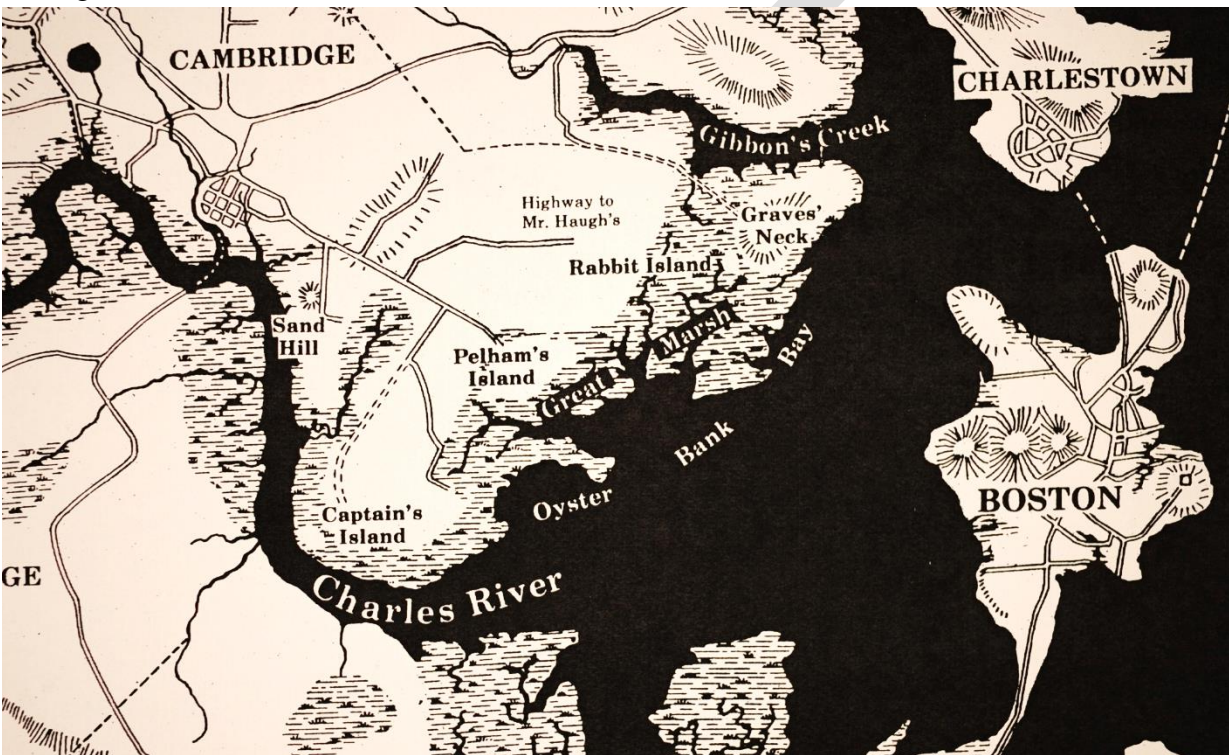 CAMBRIDGE
CHARLESTOWN
Gibbon's Creek
Highway to
Mr. Haugh's
Graves'
Neck
Rabbit Island
Sand
Hill
Pelham's
Island
Great Marsh
Oyster Bank Bay
BOSTON
Captain's
Island
GE
Charles River